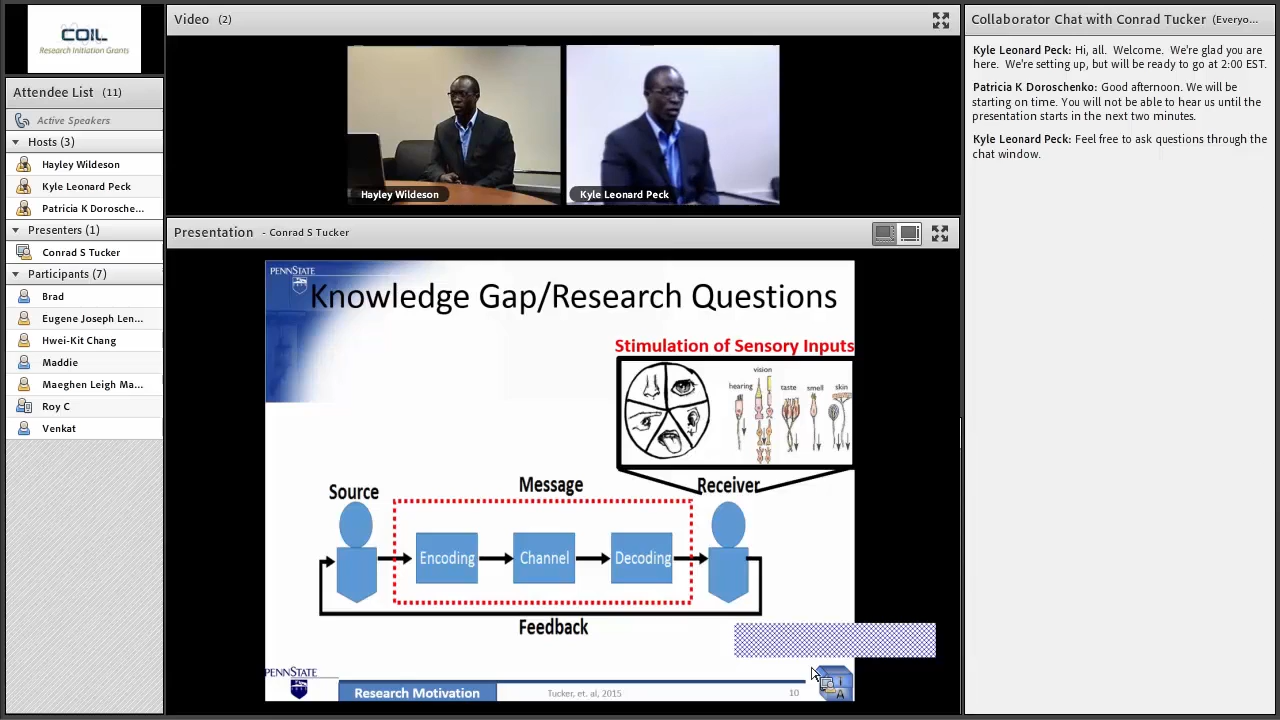 COIL
Research Initiation Grants
Attendee List (11)
Active Speakers
Hosts (3)
Hayley Wildeson
Kyle Leonard Peck
Patricia K Dorosche...
Presenters (1)
Conrad S Tucker
Participants (7)
Brad
Eugene Joseph Len...
Hwei-Kit Chang
Maddie
Maeghen Leigh Ma...
Roy C
Venkat
Video (2)
Hayley Wildeson
Kyle Leonard Peck
Presentation - Conrad S Tucker
PENNSTATE
Knowledge Gap/Research Questions
Stimulation of Sensory Inputs
hearing vision taste smell skin
Source
Message
Receiver
Encoding
Channel
Decoding
Feedback
PENNSTATE
Research Motivation
Tucker, et. al, 2015
10
I
A
Collaborator Chat with Conrad Tucker (Everyo...
Kyle Leonard Peck: Hi, all. Welcome. We're glad you are
here. We're setting up, but will be ready to go at 2:00 EST.
Patricia K Doroschenko: Good afternoon. We will be
starting on time. You will not be able to hear us until the
presentation starts in the next two minutes.
Kyle Leonard Peck: Feel free to ask questions through the
chat window.